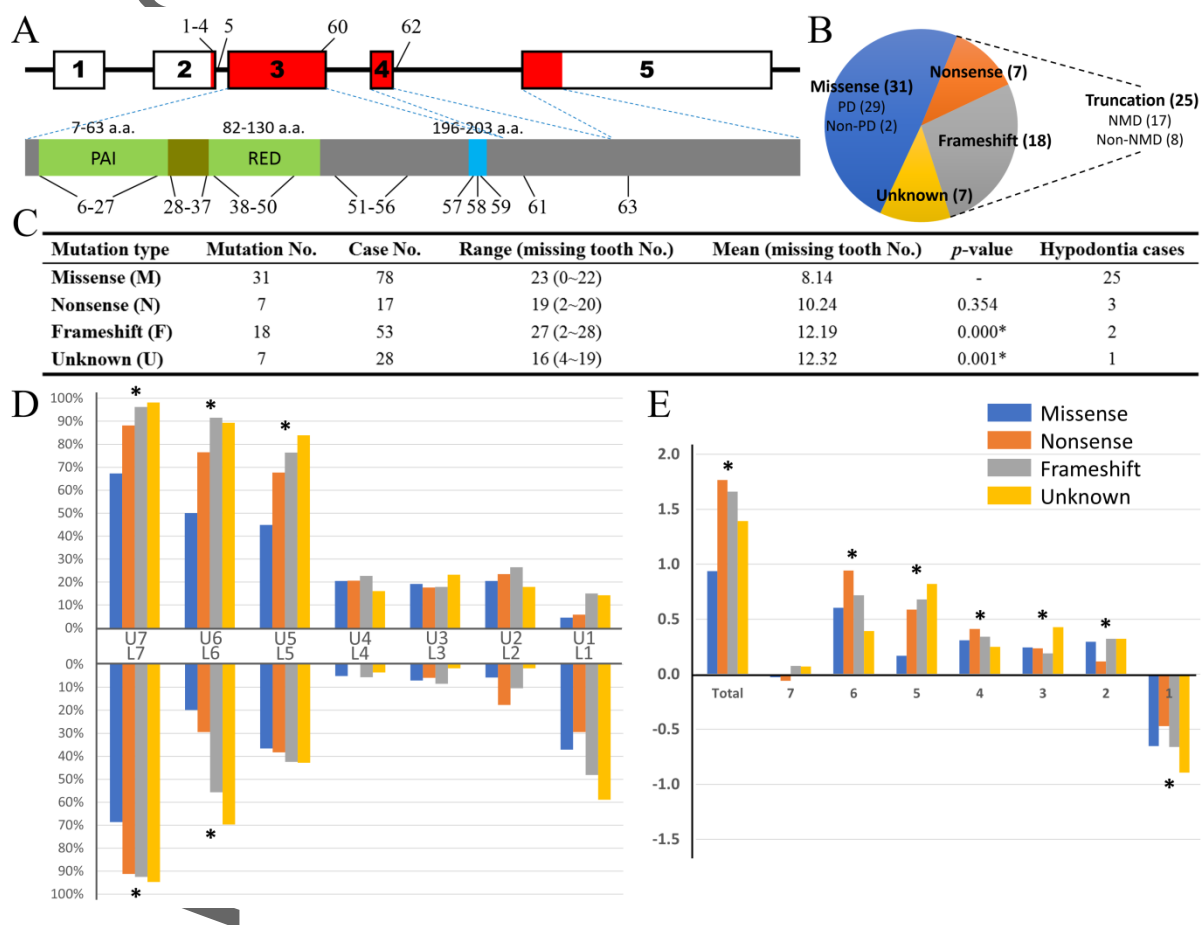 A
1-4
5
60
62
1
2
3
4
5
7-63 a.a.
82-130 a.a.
196-203 a.a.
PAI
RED
6-27
28-37
38-50
51-56
57
58
59
61
63
B
Missense (31)
PD (29)
Non-PD (2)
Nonsense (7)
Frameshift (18)
Unknown (7)
Truncation (25)
NMD (17)
Non-NMD (8)
C
Mutation type Mutation No. Case No. Range (missing tooth No.) Mean (missing tooth No.) p-value Hypodontia cases
Missense (M) 31 78 23 (0~22) 8.14 - 25
Nonsense (N) 7 17 19 (2~20) 10.24 0.354 3
Frameshift (F) 18 53 27 (2~28) 12.19 0.000* 2
Unknown (U) 7 28 16 (4~19) 12.32 0.001* 1
D
100%
90%
80%
70%
60%
50%
40%
30%
20%
10%
0%
* * *
U7 U6 U5 U4 U3 U2 U1
L7 L6 L5 L4 L3 L2 L1
0%
10%
20%
30%
40%
50%
60%
70%
80%
90%
100%
* *
E
Missense
Nonsense
Frameshift
Unknown
2.0
1.5
1.0
0.5
0.0
-0.5
-1.0
-1.5
* * * * * *
Total 7 6 5 4 3 2 1
*